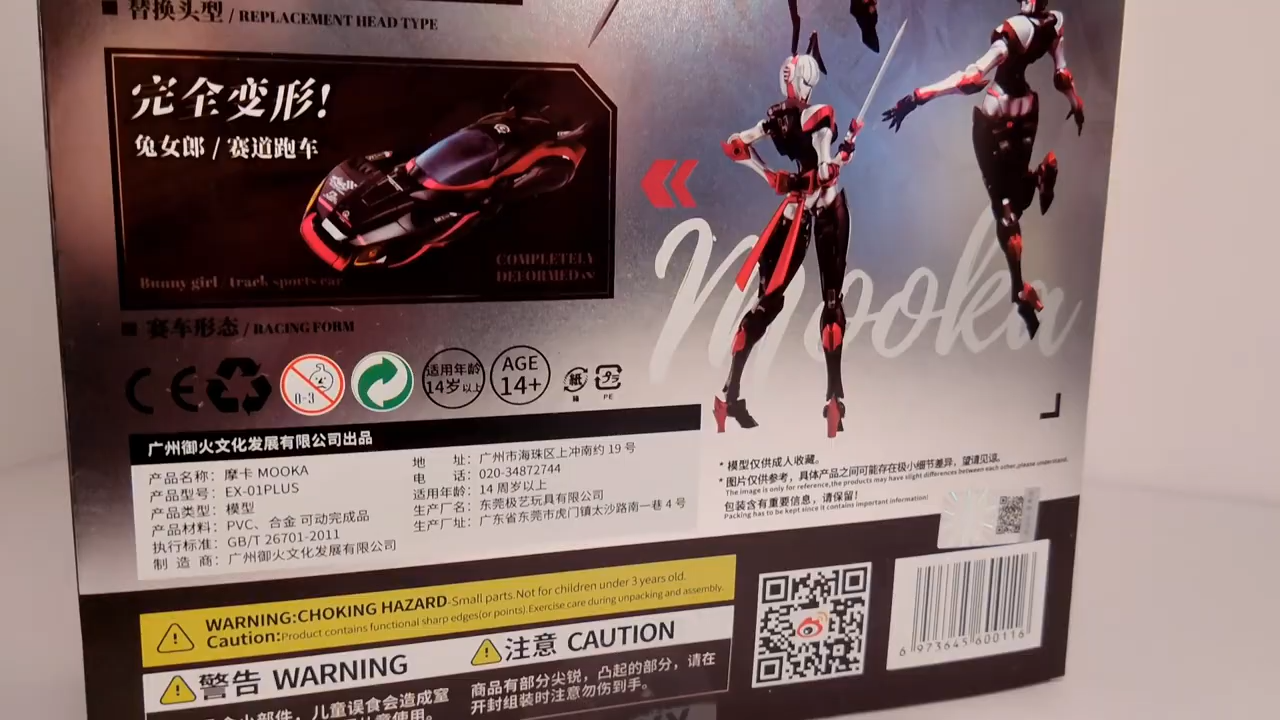 替换头型 / REPLACEMENT HEAD TYPE
完全变形!
兔女郎 / 赛道跑车
Bunny girl / track sports car
COMPLETELY
DEFORMED
赛车形态 / RACING FORM
Mooka
CE
0-3
适用年龄
14岁以上
AGE
14+
紙
プラ
PE
广州御火文化发展有限公司出品
产品名称: 摩卡 MOOKA
产品型号: EX-01PLUS
产品类型: 模型
产品材料: PVC、合金 可动完成品
执行标准: GB/T 26701-2011
制 造 商: 广州御火文化发展有限公司
地 址: 广州市海珠区上冲南约 19 号
电 话: 020-34872744
适用年龄: 14 周岁以上
生产厂名: 东莞极艺玩具有限公司
生产厂址: 广东省东莞市虎门镇太沙路南一巷 4 号
* 模型仅供成人收藏。
* 图片仅供参考，具体产品之间可能存在极小细节差异，望请见谅。
The image is only for reference,the products may have slight differences between each other,please understand.
包装含有重要信息，请保留!
Packing has to be kept since it contains important information!
WARNING:CHOKING HAZARD-Small parts.Not for children under 3 years old.
Caution:Product contains functional sharp edges(or points).Exercise care during unpacking and assembly.
警告 WARNING
注意 CAUTION
小部件，儿童误食会造成室
商品有部分尖锐，凸起的部分，请在
开封组装时注意勿伤到手。
6 973645 600116